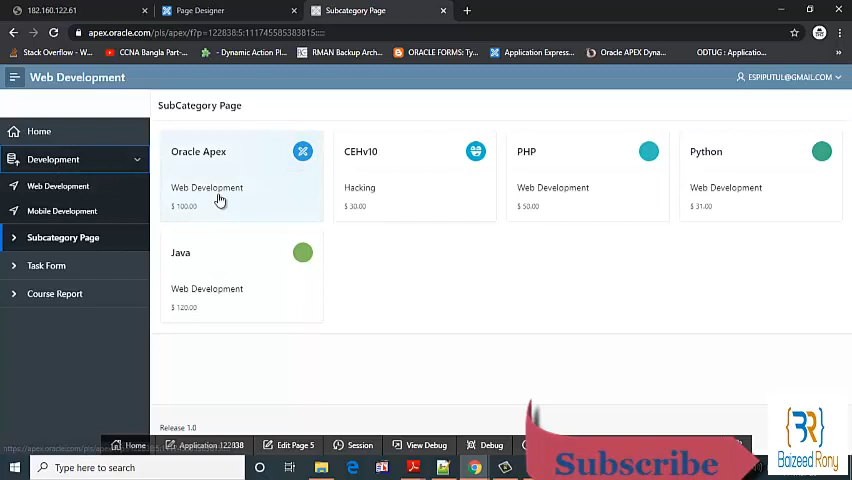 182.160.122.61
Page Designer
Subcategory Page
apex.oracle.com/pls/apex/f?p=122838:5:111745583383815::::
Stack Overflow - W...
CCNA Bangla Part-...
- Dynamic Action Pl...
RMAN Backup Arch...
ORACLE FORMS: Ty...
Application Express...
Oracle APEX Dyna...
ODTUG : Applicatio...
Web Development
ESPIPUTUL@GMAIL.COM
SubCategory Page
Home
Development
Web Development
Mobile Development
Subcategory Page
Task Form
Course Report
Oracle Apex
Web Development
$ 100.00
CEHv10
Hacking
$ 30.00
PHP
Web Development
$ 50.00
Python
Web Development
$ 31.00
Java
Web Development
$ 120.00
Release 1.0
Home
Application 122838
Edit Page 5
Session
View Debug
Debug
Type here to search
Subscribe
BR
Baizeed Rony